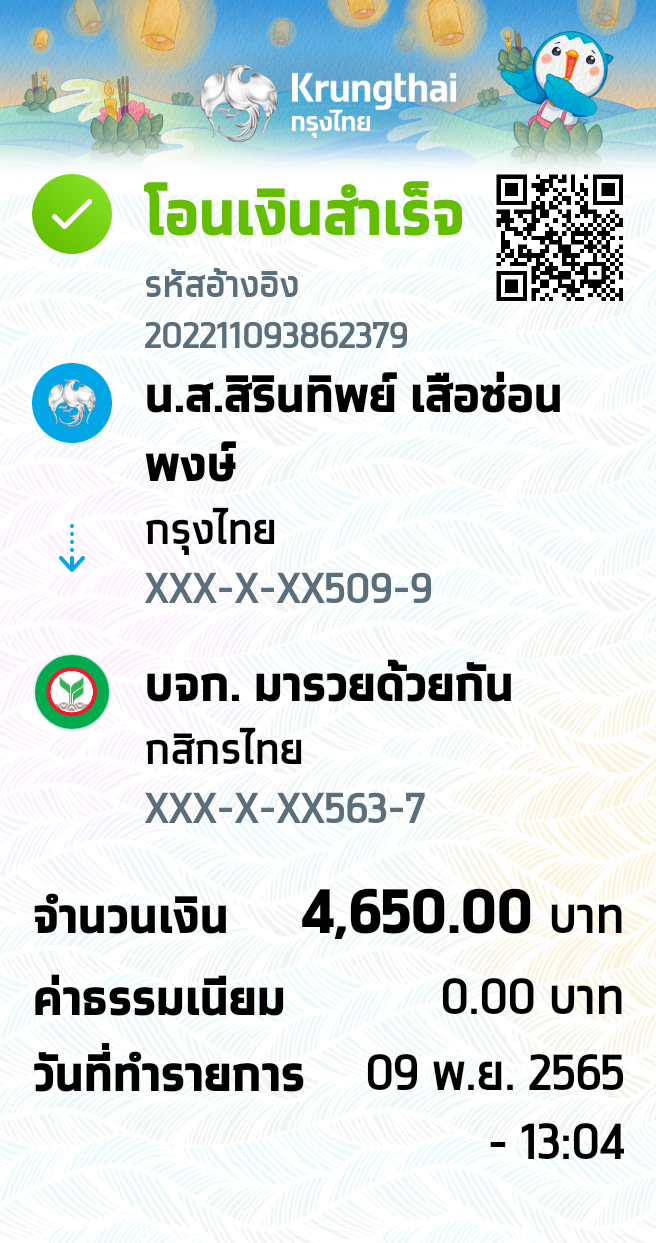 Krungthai
กรุงไทย
โอนเงินสำเร็จ
รหัสอ้างอิง
202211093862379
น.ส.สิรินทิพย์ เสือซ่อน
พงษ์
กรุงไทย
XXX-X-XX509-9
บจก. มารวยด้วยกัน
กสิกรไทย
XXX-X-XX563-7
จำนวนเงิน 4,650.00 บาท
ค่าธรรมเนียม 0.00 บาท
วันที่ทำรายการ 09 พ.ย. 2565
- 13:04